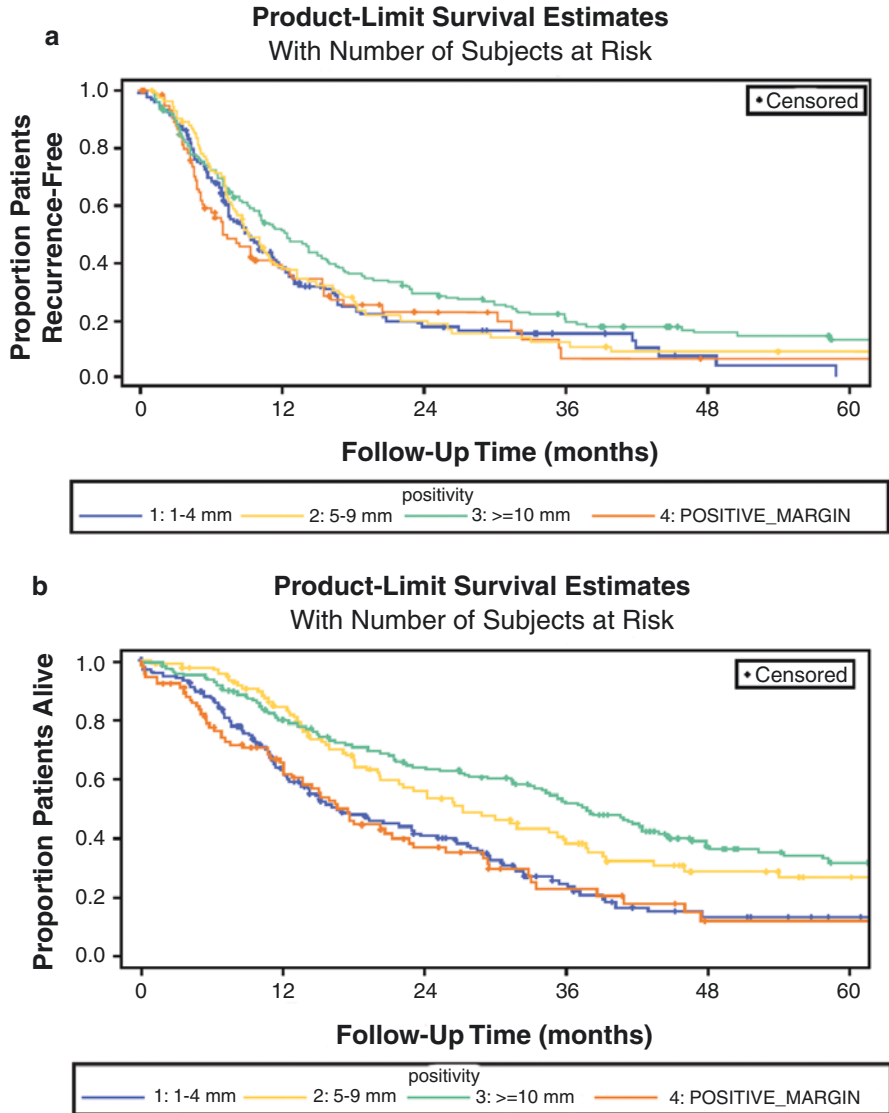 a
Product-Limit Survival Estimates
With Number of Subjects at Risk
Censored
Proportion Patients
Recurrence-Free
1.0
0.8
0.6
0.4
0.2
0.0
0 12 24 36 48 60
Follow-Up Time (months)
positivity
1: 1-4 mm 2: 5-9 mm 3: >=10 mm 4: POSITIVE_MARGIN
b
Product-Limit Survival Estimates
With Number of Subjects at Risk
Censored
Proportion Patients Alive
1.0
0.8
0.6
0.4
0.2
0.0
0 12 24 36 48 60
Follow-Up Time (months)
positivity
1: 1-4 mm 2: 5-9 mm 3: >=10 mm 4: POSITIVE_MARGIN